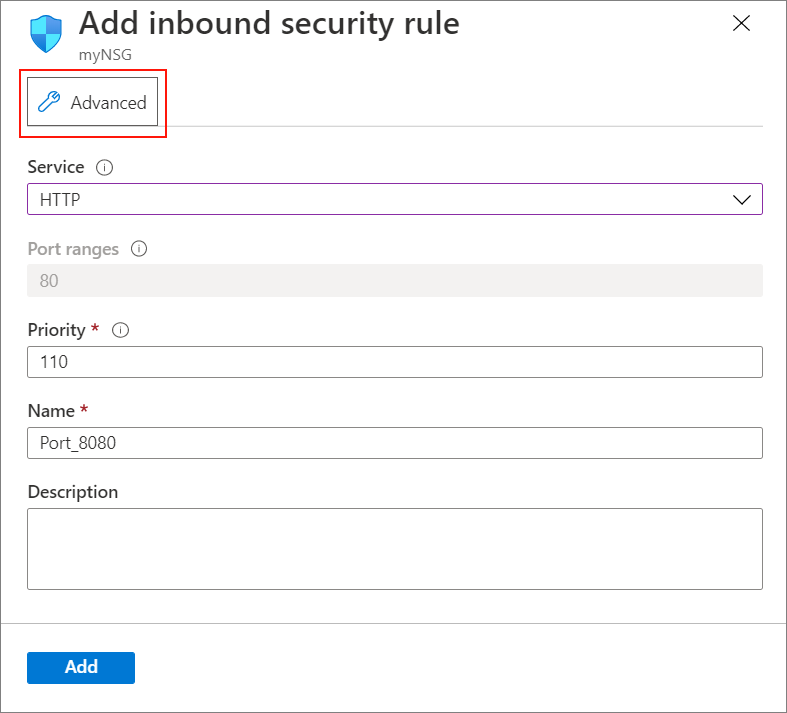 Add inbound security rule
myNSG
Advanced
Service
HTTP
Port ranges
80
Priority *
110
Name *
Port_8080
Description
Add